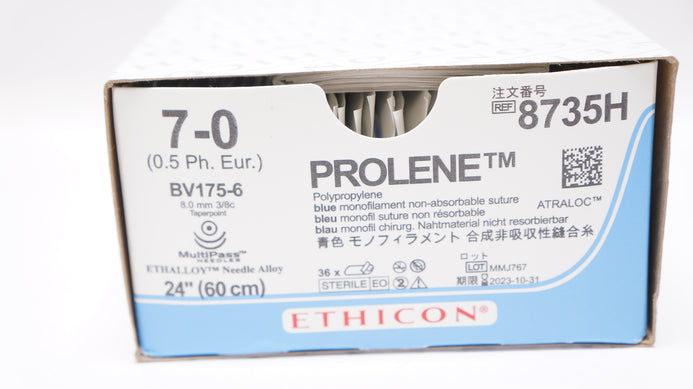 7-0
(0.5 Ph. Eur.)
BV175-6
8.0 mm 3/8c
Taperpoint
MultiPass™
NEEDLES
ETHALLOY™ Needle Alloy
24" (60 cm)
注文番号
REF 8735H
PROLENE™
Polypropylene
blue monofilament non-absorbable suture
bleu monofil suture non résorbable
blau monofil chirurg. Nahtmaterial nicht resorbierbar
青色 モノフィラメント 合成非吸収性縫合糸
ATRALOC™
36 x
STERILE EO
ロット
LOT MMJ767
期限 2023-10-31
ETHICON®